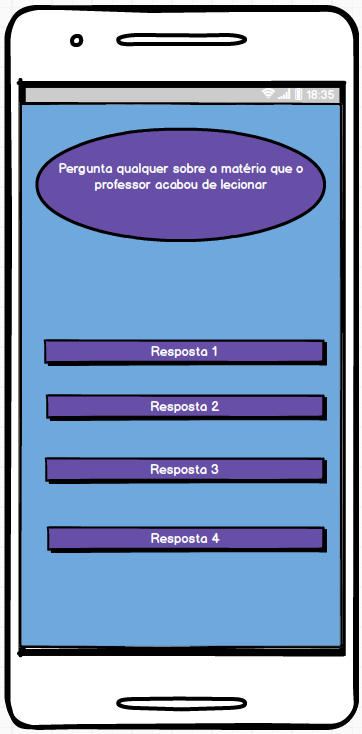 18:35
Pergunta qualquer sobre a matéria que o
professor acabou de lecionar
Resposta 1
Resposta 2
Resposta 3
Resposta 4